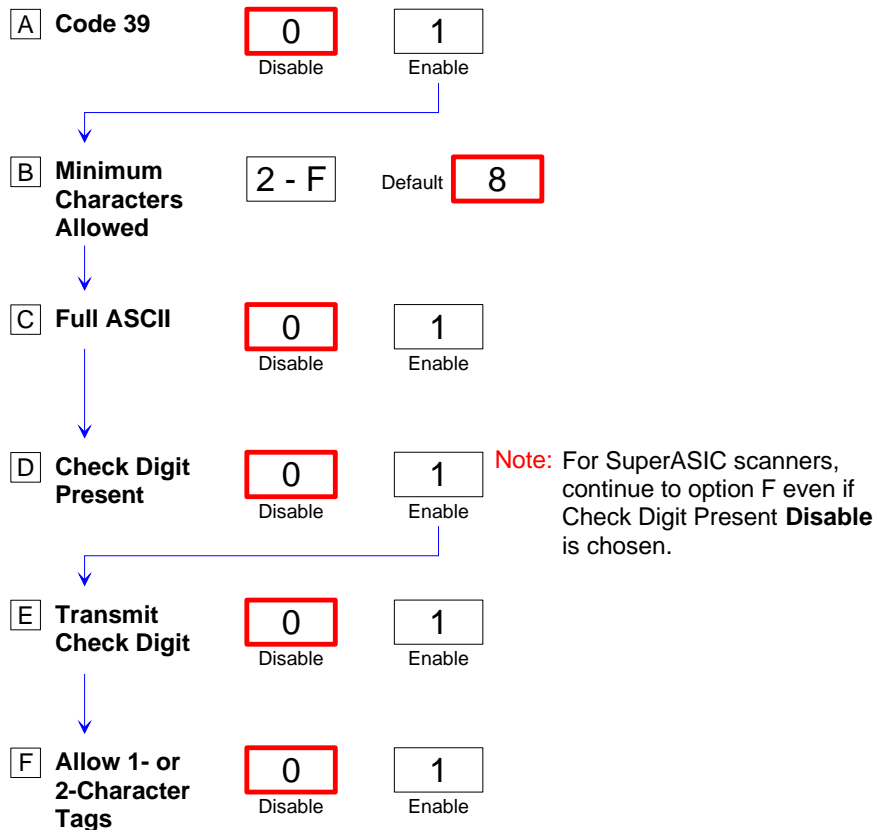 A Code 39 0 1
Disable Enable
B Minimum Characters Allowed 2 - F Default 8
C Full ASCII 0 1
Disable Enable
D Check Digit Present 0 1
Disable Enable
Note: For SuperASIC scanners,
continue to option F even if
Check Digit Present Disable
is chosen.
E Transmit Check Digit 0 1
Disable Enable
F Allow 1- or 2-Character Tags 0 1
Disable Enable